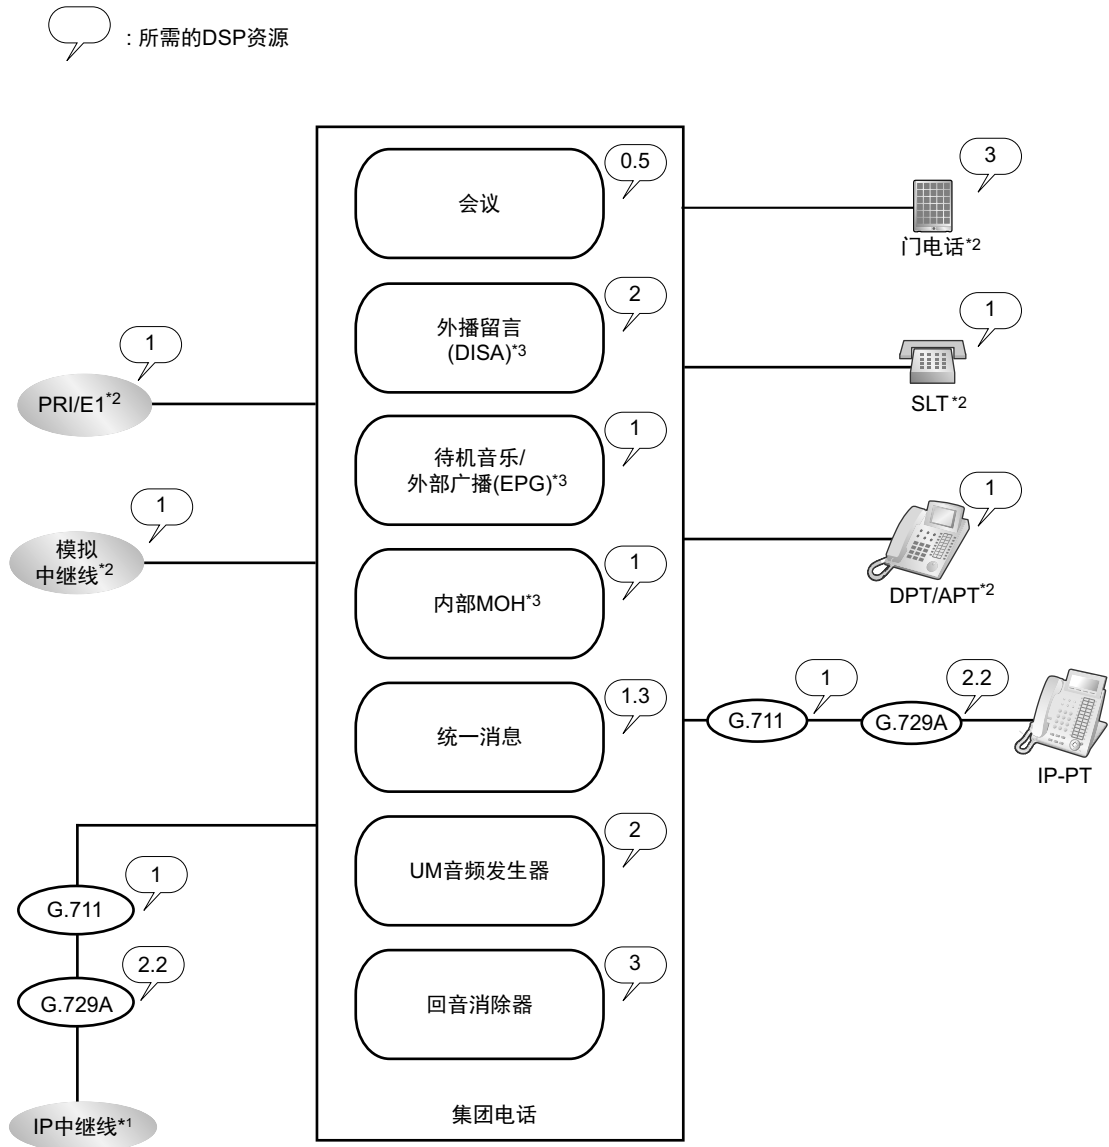 : 所需的DSP资源
0.5
会议
3
门电话*2
2
外播留言
(DISA)*3
1
SLT*2
1
PRI/E1*2
1
待机音乐/
外部广播(EPG)*3
1
DPT/APT*2
1
模拟
中继线*2
1
内部MOH*3
1.3
统一消息
1
G.711
2.2
G.729A
IP-PT
2
UM音频发生器
1
G.711
2.2
G.729A
3
回音消除器
IP中继线*1
集团电话